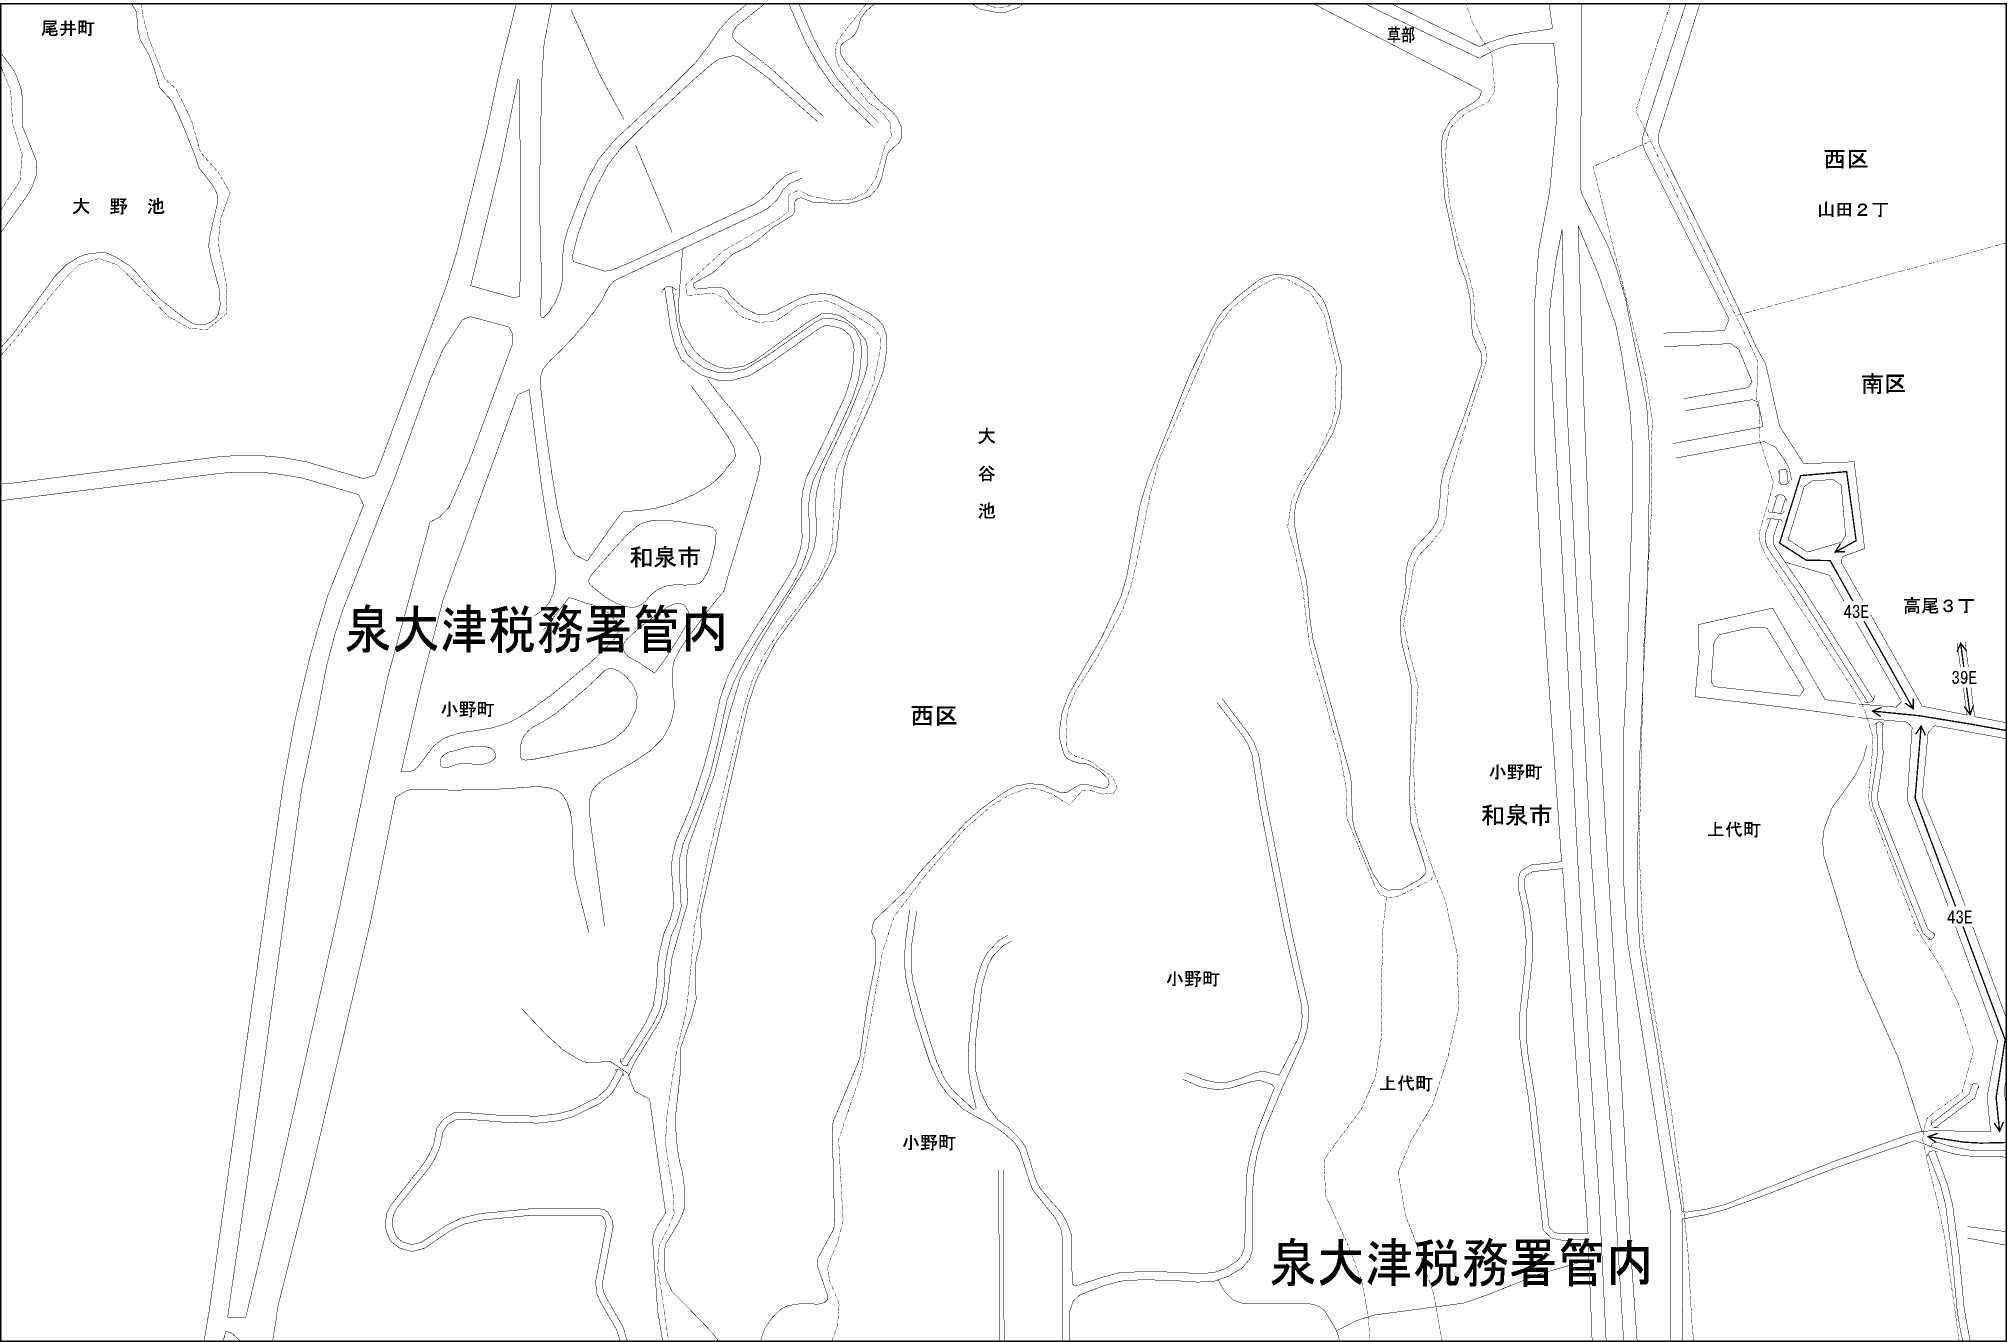 尾井町
草部
西区
大野池
山田２丁
南区
大谷池
和泉市
高尾３丁
43E
泉大津税務署管内
39E
小野町
西区
小野町
和泉市
上代町
43E
小野町
上代町
小野町
泉大津税務署管内